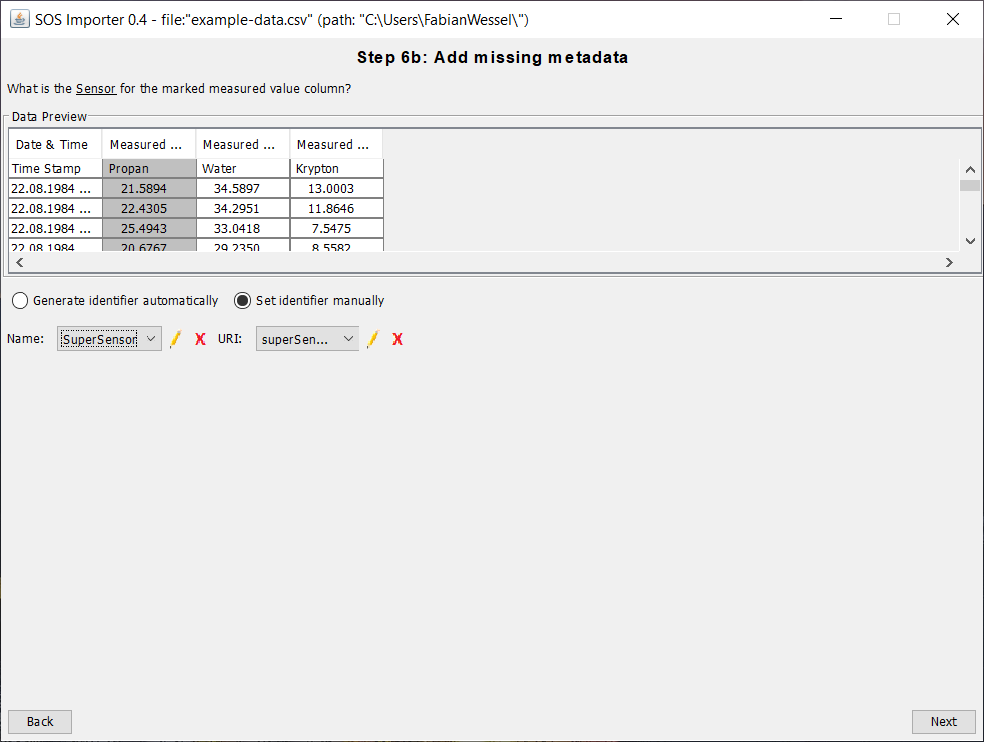 SOS Importer 0.4 - file:"example-data.csv" (path: "C:\Users\FabianWessel\")
Step 6b: Add missing metadata
What is the Sensor for the marked measured value column?
Data Preview
Date & Time Measured ... Measured ... Measured ...
Time Stamp Propan Water Krypton
22.08.1984 ... 21.5894 34.5897 13.0003
22.08.1984 ... 22.4305 34.2951 11.8646
22.08.1984 ... 25.4943 33.0418 7.5475
22.08.1984 ... 20.6767 29.2350 8.5582
Generate identifier automatically Set identifier manually
Name: SuperSensor X URI: superSen... X
Back Next